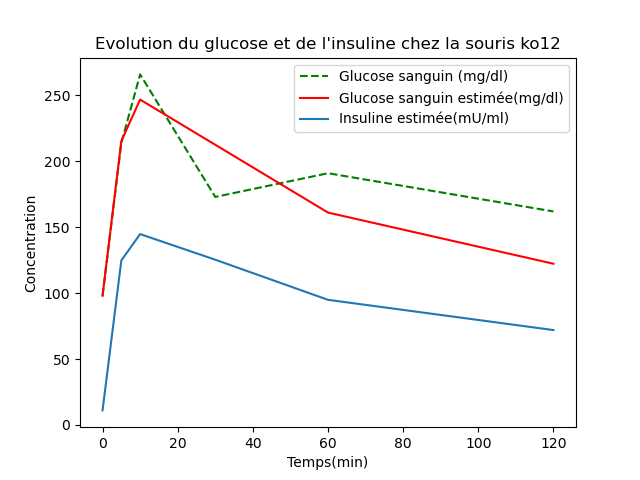 Evolution du glucose et de l'insuline chez la souris ko12
Glucose sanguin (mg/dl)
Glucose sanguin estimée(mg/dl)
Insuline estimée(mU/ml)
Concentration
250
200
150
100
50
0
0 20 40 60 80 100 120
Temps(min)